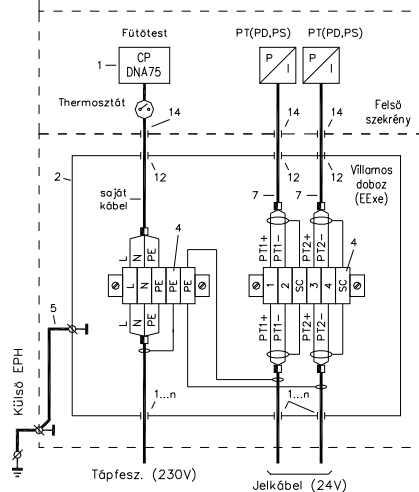 Fűtőtest
PT(PD,PS) PT(PD,PS)
1
CP
DNA75
P
I
P
I
Thermosztát
14
14
14
Felső
szekrény
2
12
12
12
Villamos
doboz
(EExe)
saját
kábel
7
7
L
N
PE
4
PT1+
PT1-
PT2+
PT2-
4
L
N
PE
PE
PE
1
2
SC
3
4
SC
L
N
PE
PT1+
PT1-
PT2+
PT2-
5
Külső EPH
1...n
1...n
Tápfesz. (230V)
Jelkábel (24V)